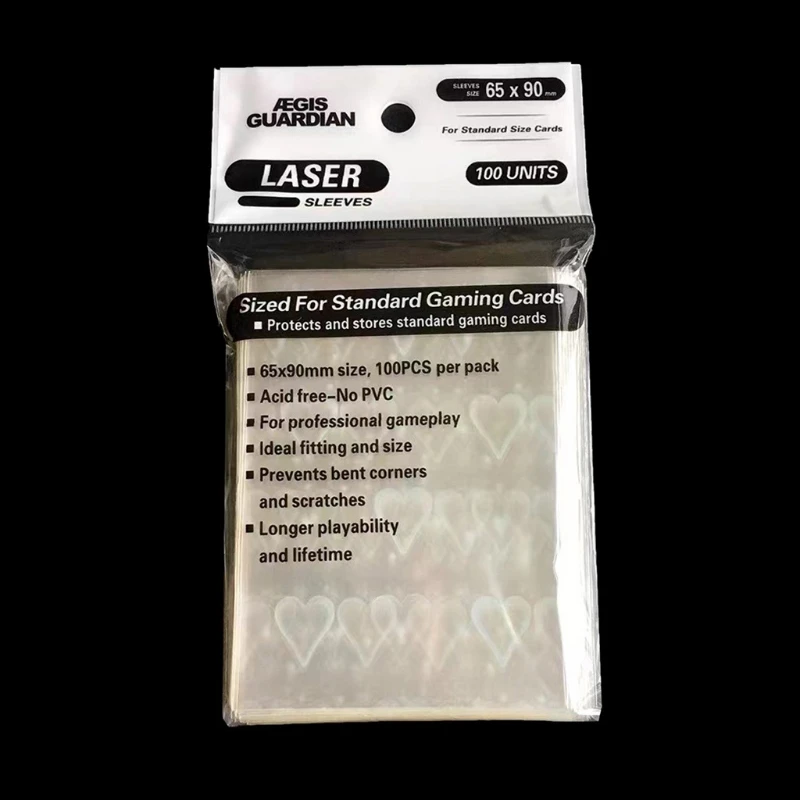 ÆGIS
GUARDIAN
SLEEVES
SIZE 65 x 90 mm
For Standard Size Cards
LASER
SLEEVES
100 UNITS
Sized For Standard Gaming Cards
■ Protects and stores standard gaming cards
■ 65x90mm size, 100PCS per pack
■ Acid free-No PVC
■ For professional gameplay
■ Ideal fitting and size
■ Prevents bent corners
and scratches
■ Longer playability
and lifetime